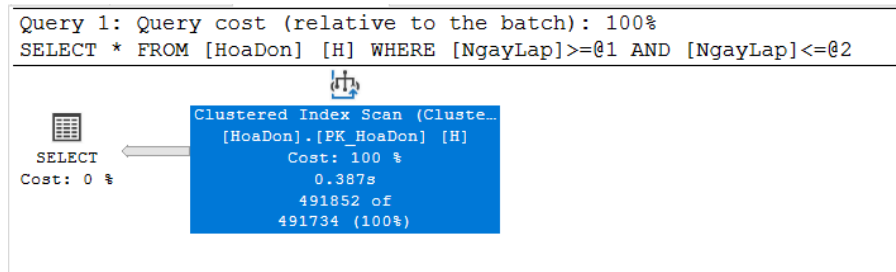 Query 1: Query cost (relative to the batch): 100%
SELECT * FROM [HoaDon] [H] WHERE [NgayLap]>=@1 AND [NgayLap]<=@2
Clustered Index Scan (Cluste…
[HoaDon].[PK_HoaDon] [H]
Cost: 100 %
0.387s
491852 of
491734 (100%)
SELECT
Cost: 0 %